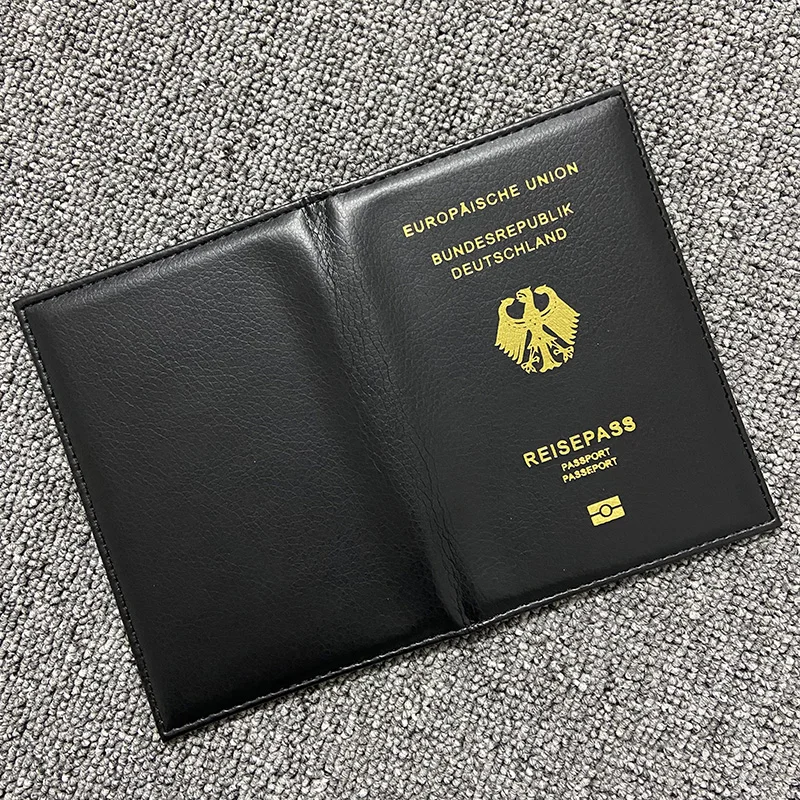 EUROPÄISCHE UNION
BUNDESREPUBLIK
DEUTSCHLAND
REISEPASS
PASSPORT
PASSEPORT